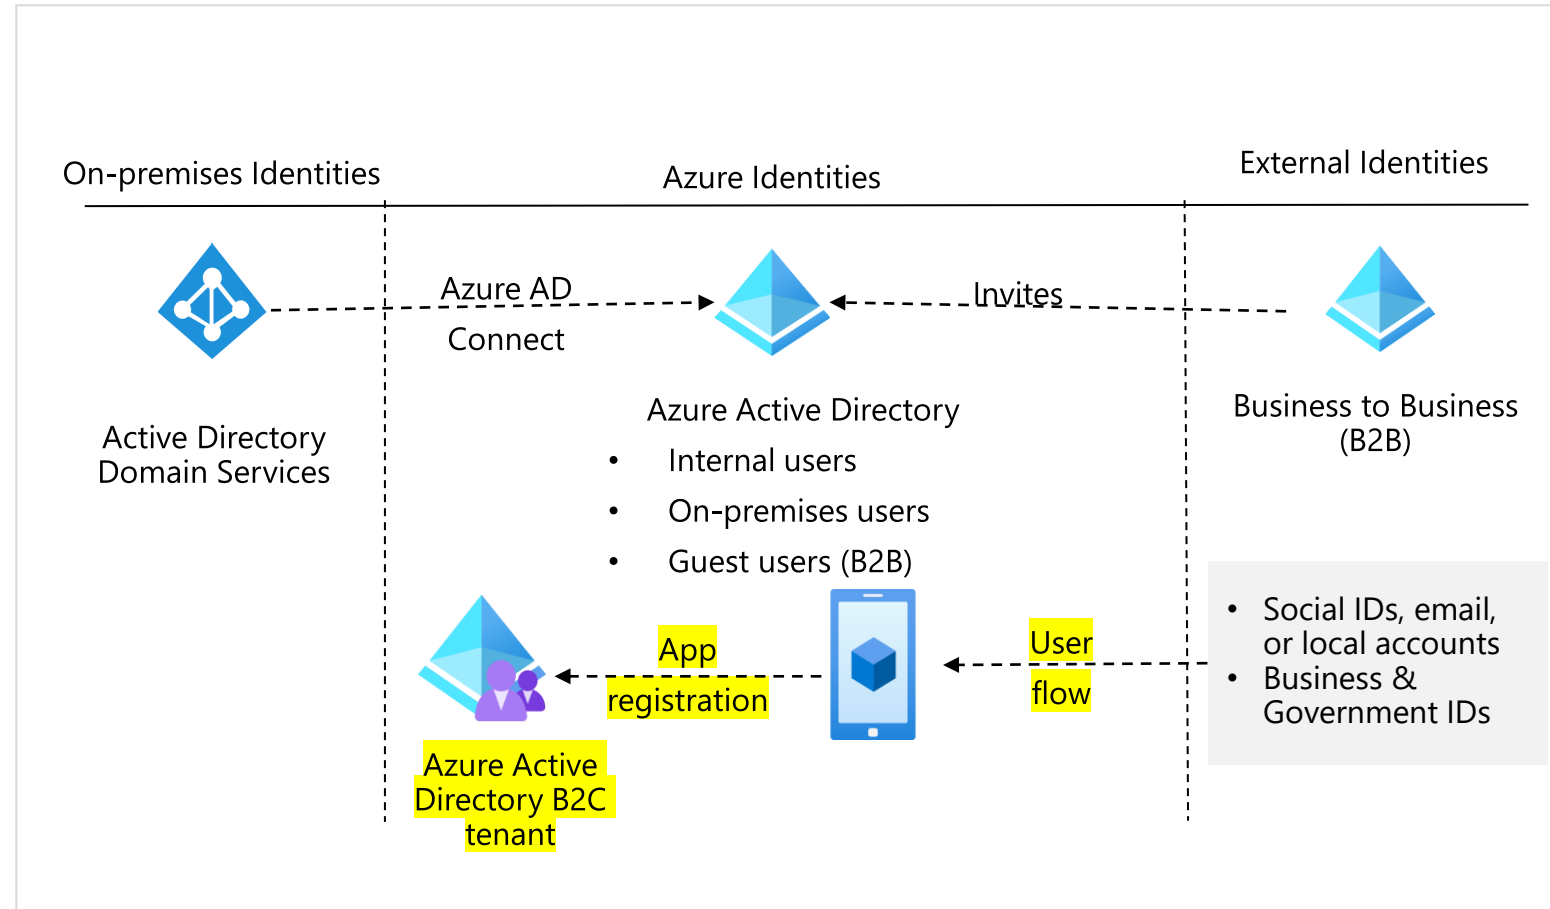 On-premises Identities
Azure Identities
External Identities
Azure AD
Connect
Invites
Active Directory
Domain Services
Azure Active Directory
• Internal users
• On-premises users
• Guest users (B2B)
Business to Business
(B2B)
App
registration
User
flow
• Social IDs, email,
or local accounts
• Business &
Government IDs
Azure Active
Directory B2C
tenant